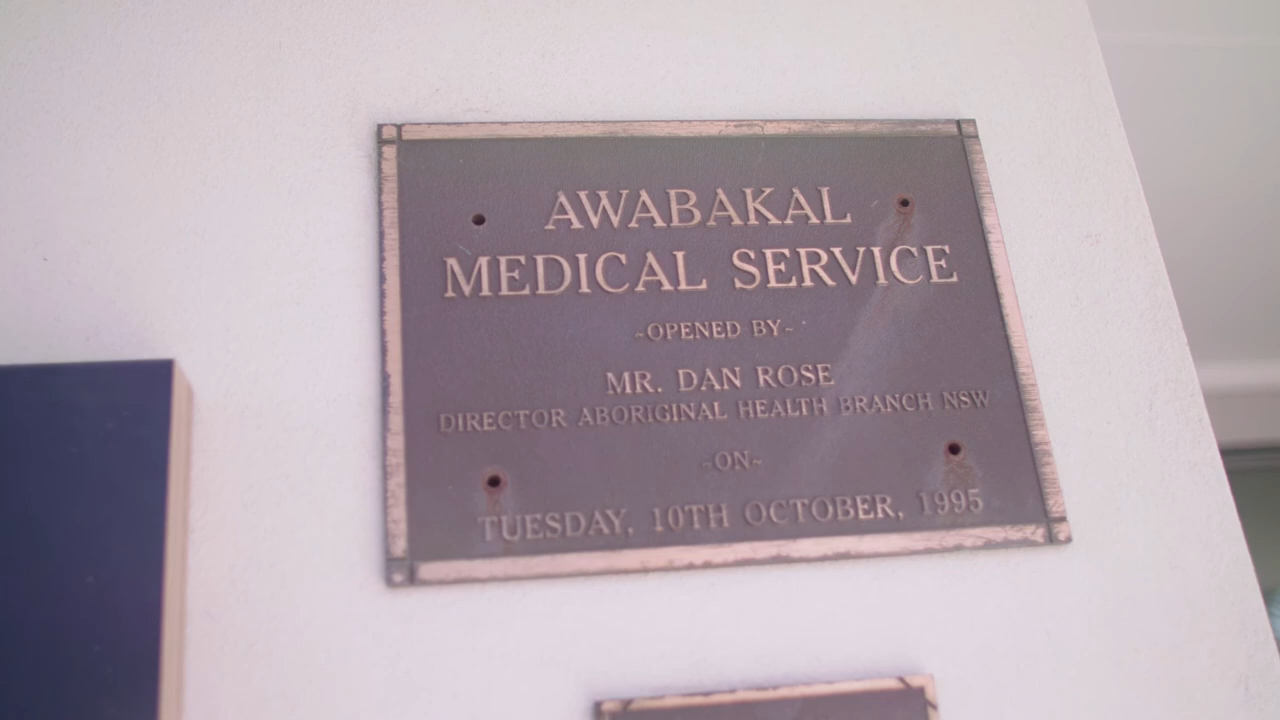 AWABAKAL
MEDICAL SERVICE
~OPENED BY~
MR. DAN ROSE
DIRECTOR ABORIGINAL HEALTH BRANCH NSW
~ON~
TUESDAY, 10TH OCTOBER, 1995